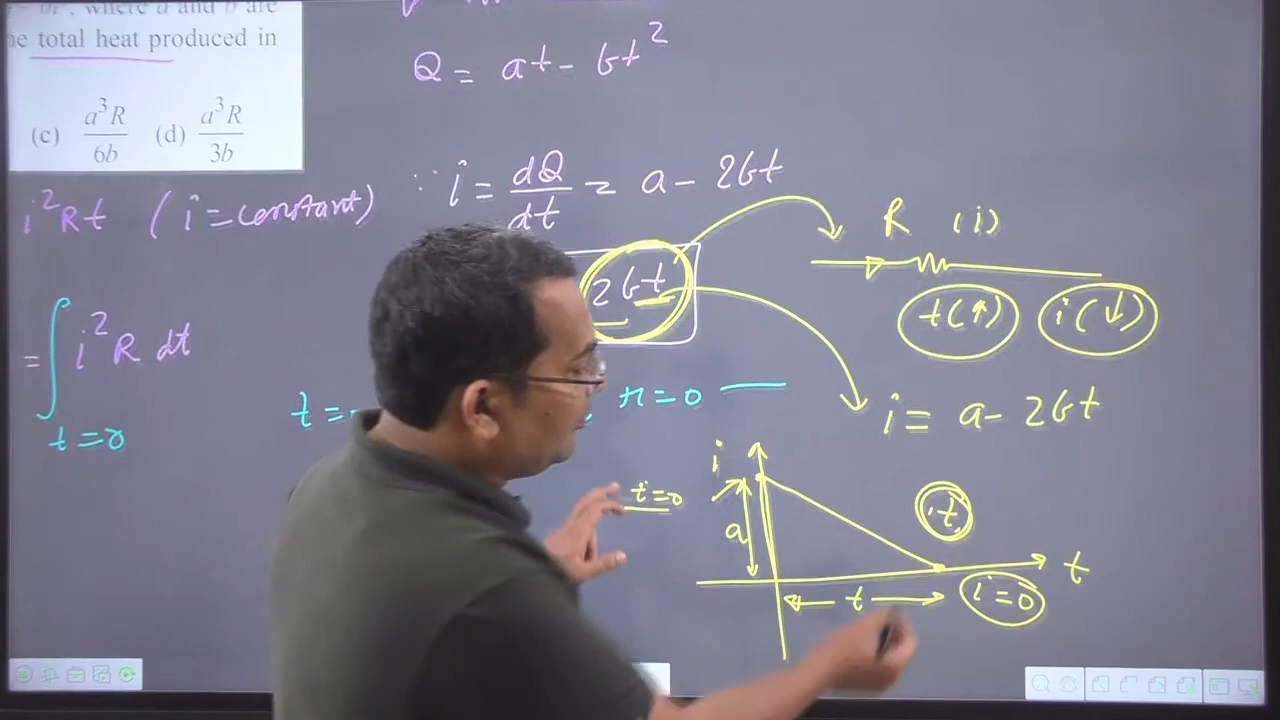 where a and b are
he total heat produced in
(c) a³R/6b (d) a³R/3b
Q = at - bt²
∵ i = dQ/dt = a - 2bt
i²Rt (i = constant)
2bt
R (i)
t(↑) i(↓)
= ∫ i²R dt
t = 0
t =
n = 0
i = a - 2bt
i
t = 0
a
t
t
t
i = 0